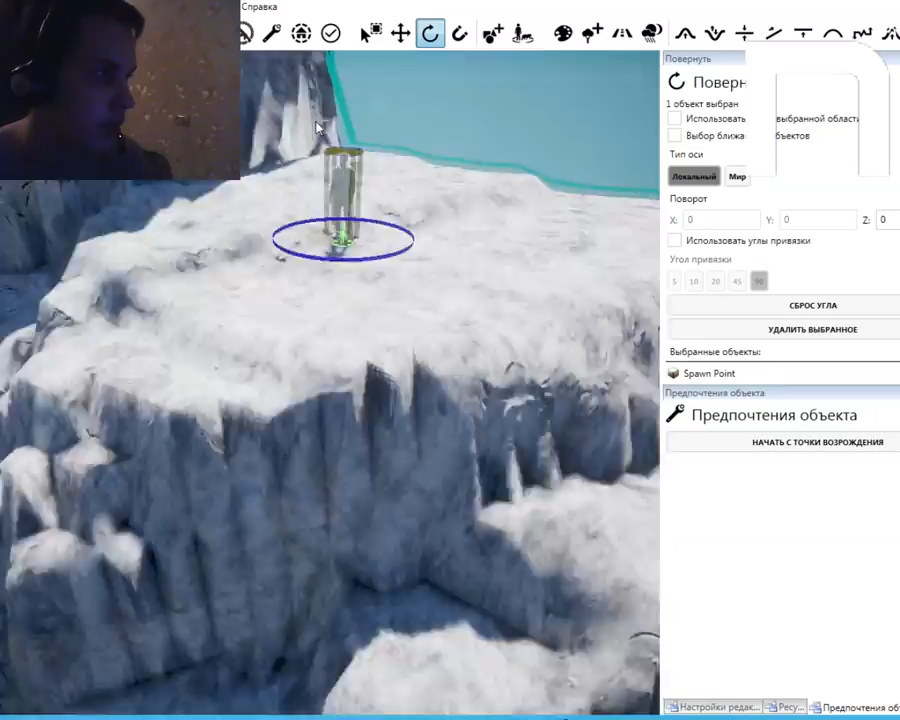 Справка
Повернуть
Поверн
1 объект выбран
Использовать выбранной област
Выбор ближа ъектов
Тип оси
Локальный Мир
Поворот
X: 0 Y: 0 Z: 0
Использовать углы привязки
Угол привязки
5 10 20 45 90
СБРОС УГЛА
УДАЛИТЬ ВЫБРАННОЕ
Выбранные объекты:
Spawn Point
Предпочтения объекта
Предпочтения объекта
НАЧАТЬ С ТОЧКИ ВОЗРОЖДЕНИЯ
Настройки редак... Ресу... Предпочтения об